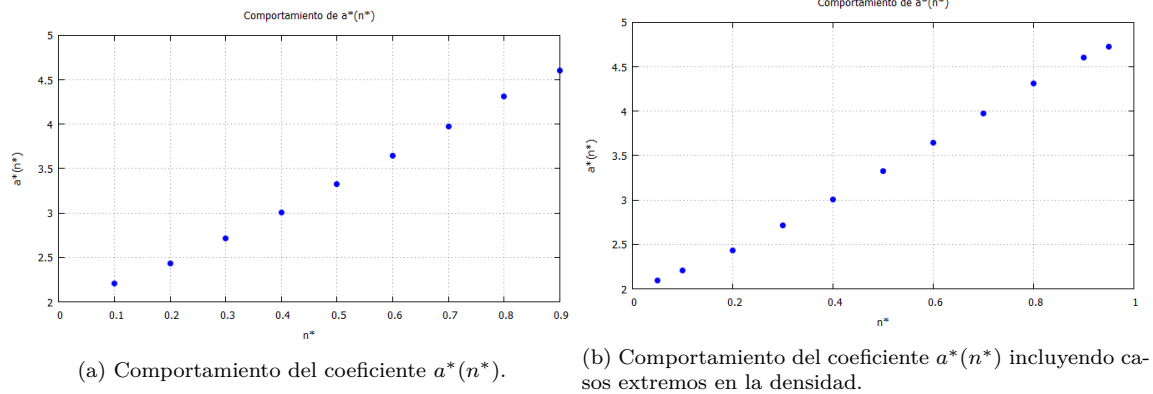 Comportamiento de a*(n*)
5
4.5
4
3.5
3
2.5
2
a*(n*)
0 0.1 0.2 0.3 0.4 0.5 0.6 0.7 0.8 0.9
n*
(a) Comportamiento del coeficiente a*(n*).
Comportamiento de a*(n*)
5
4.5
4
3.5
3
2.5
2
a*(n*)
0 0.2 0.4 0.6 0.8 1
n*
(b) Comportamiento del coeficiente a*(n*) incluyendo ca-
sos extremos en la densidad.